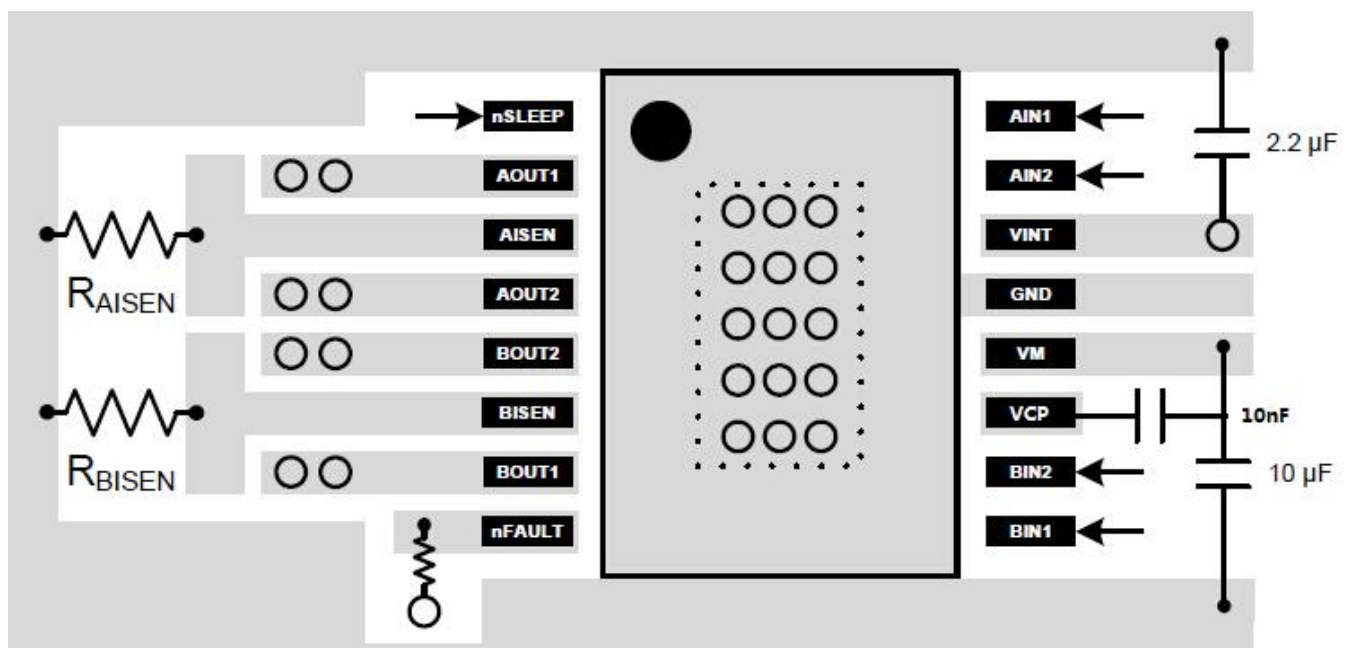 nSLEEP
AOUT1
AISEN
AOUT2
BOUT2
BISEN
BOUT1
nFAULT
RAISEN
RBISEN
AIN1
AIN2
VINT
GND
VM
VCP
BIN2
BIN1
2.2 µF
10nF
10 µF